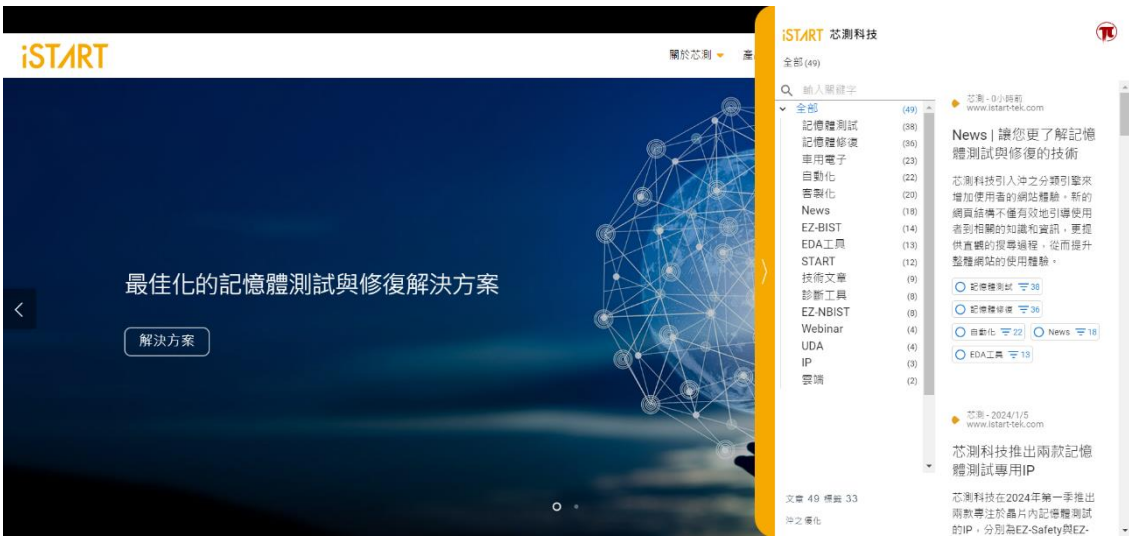 iSTART
關於芯測
產
最佳化的記憶體測試與修復解決方案
解決方案
iSTART 芯測科技
全部(49)
輸入關鍵字
全部 (49)
記憶體測試 (38)
記憶體修復 (36)
車用電子 (23)
自動化 (22)
客製化 (20)
News (18)
EZ-BIST (14)
EDA工具 (13)
START (12)
技術文章 (9)
診斷工具 (8)
EZ-NBIST (8)
Webinar (4)
UDA (4)
IP (3)
雲端 (2)
文章 49 標籤 33
沖之優化
芯測 - 0小時前
www.istart-tek.com
News | 讓您更了解記憶
體測試與修復的技術
芯測科技引入沖之分類引擎來
增加使用者的網站體驗。新的
網頁結構不僅有效地引導使用
者到相關的知識和資訊，更提
供直觀的搜尋過程，從而提升
整體網站的使用體驗。
記憶體測試 38
記憶體修復 36
自動化 22 News 18
EDA工具 13
芯測 - 2024/1/5
www.istart-tek.com
芯測科技推出兩款記憶
體測試專用IP
芯測科技在2024年第一季推出
兩款專注於晶片內記憶體測試
的IP，分別為EZ-Safety與EZ-